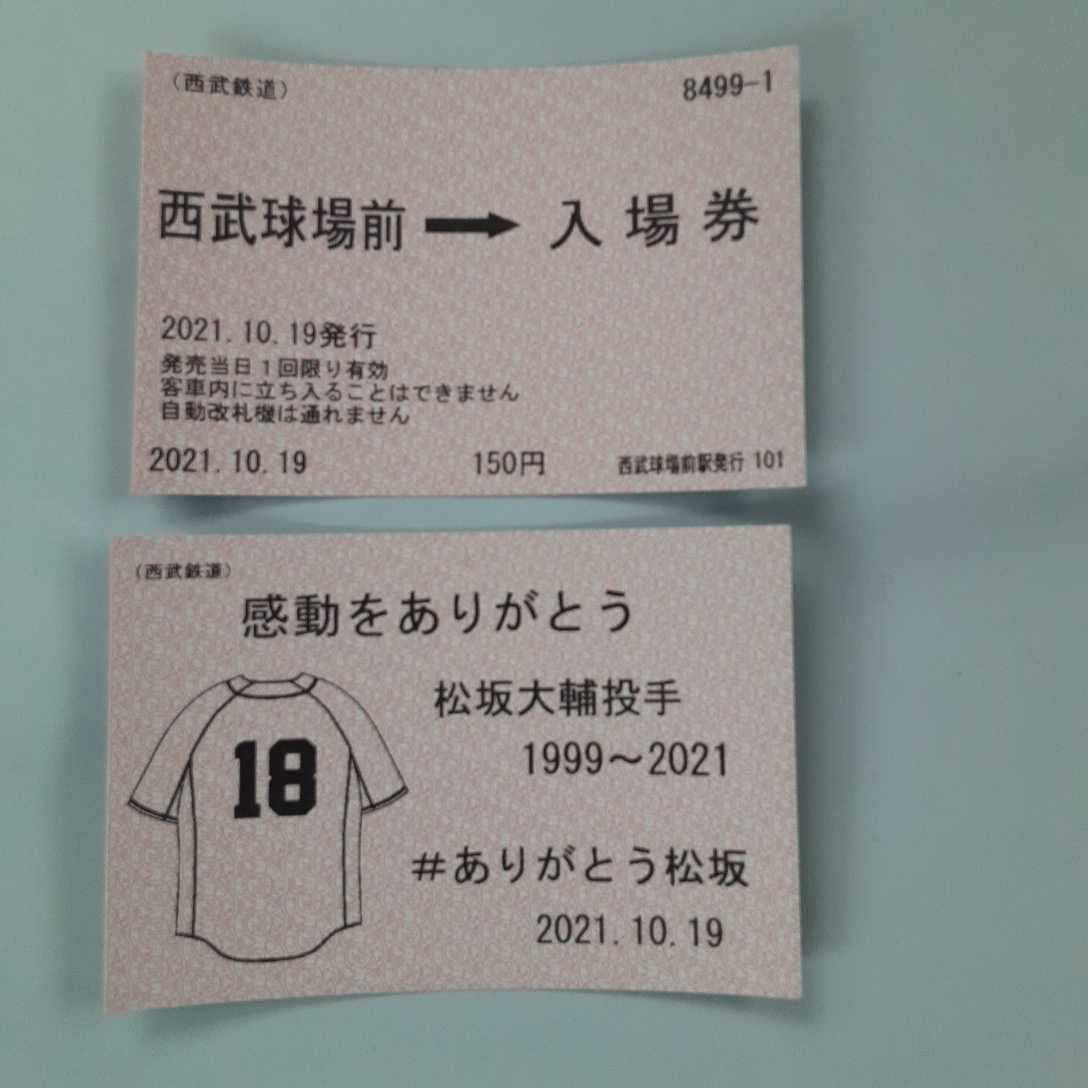 （西武鉄道） 8499-1
西武球場前 → 入場券
2021.10.19発行
発売当日1回限り有効
客車内に立ち入ることはできません
自動改札機は通れません
2021.10.19 150円 西武球場前駅発行 101
（西武鉄道）
感動をありがとう
松坂大輔投手
1999〜2021
18
#ありがとう松坂
2021.10.19